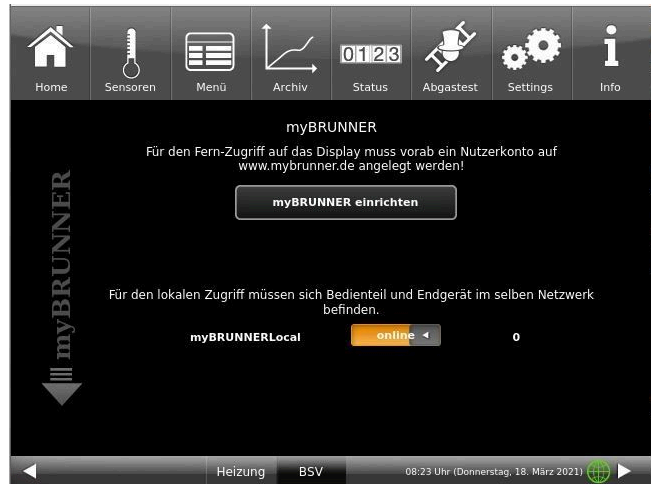 0123
Home
Sensoren
Menü
Archiv
Status
Abgastest
Settings
Info
myBRUNNER
Für den Fern-Zugriff auf das Display muss vorab ein Nutzerkonto auf
www.mybrunner.de angelegt werden!
myBRUNNER einrichten
myBRUNNER
Für den lokalen Zugriff müssen sich Bedienteil und Endgerät im selben Netzwerk
befinden.
myBRUNNERLocal online 0
Heizung BSV 08:23 Uhr (Donnerstag, 18. März 2021)